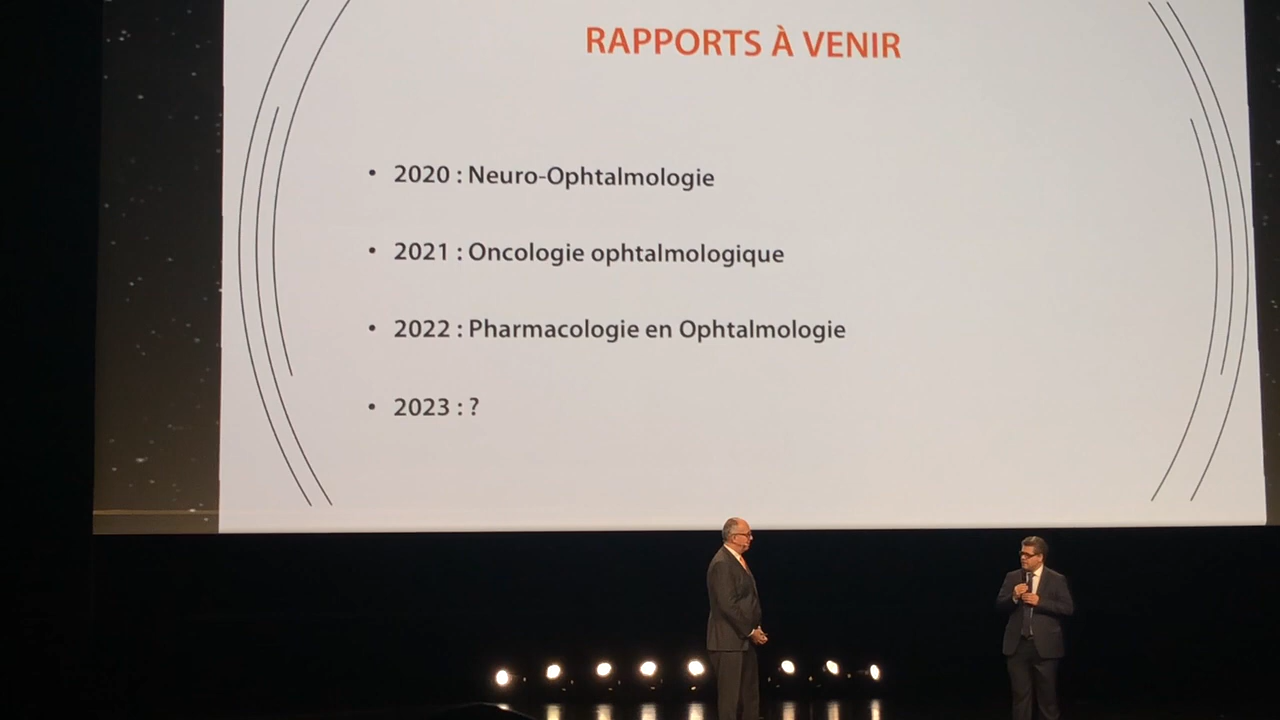 RAPPORTS À VENIR
• 2020 : Neuro-Ophtalmologie
• 2021 : Oncologie ophtalmologique
• 2022 : Pharmacologie en Ophtalmologie
• 2023 : ?